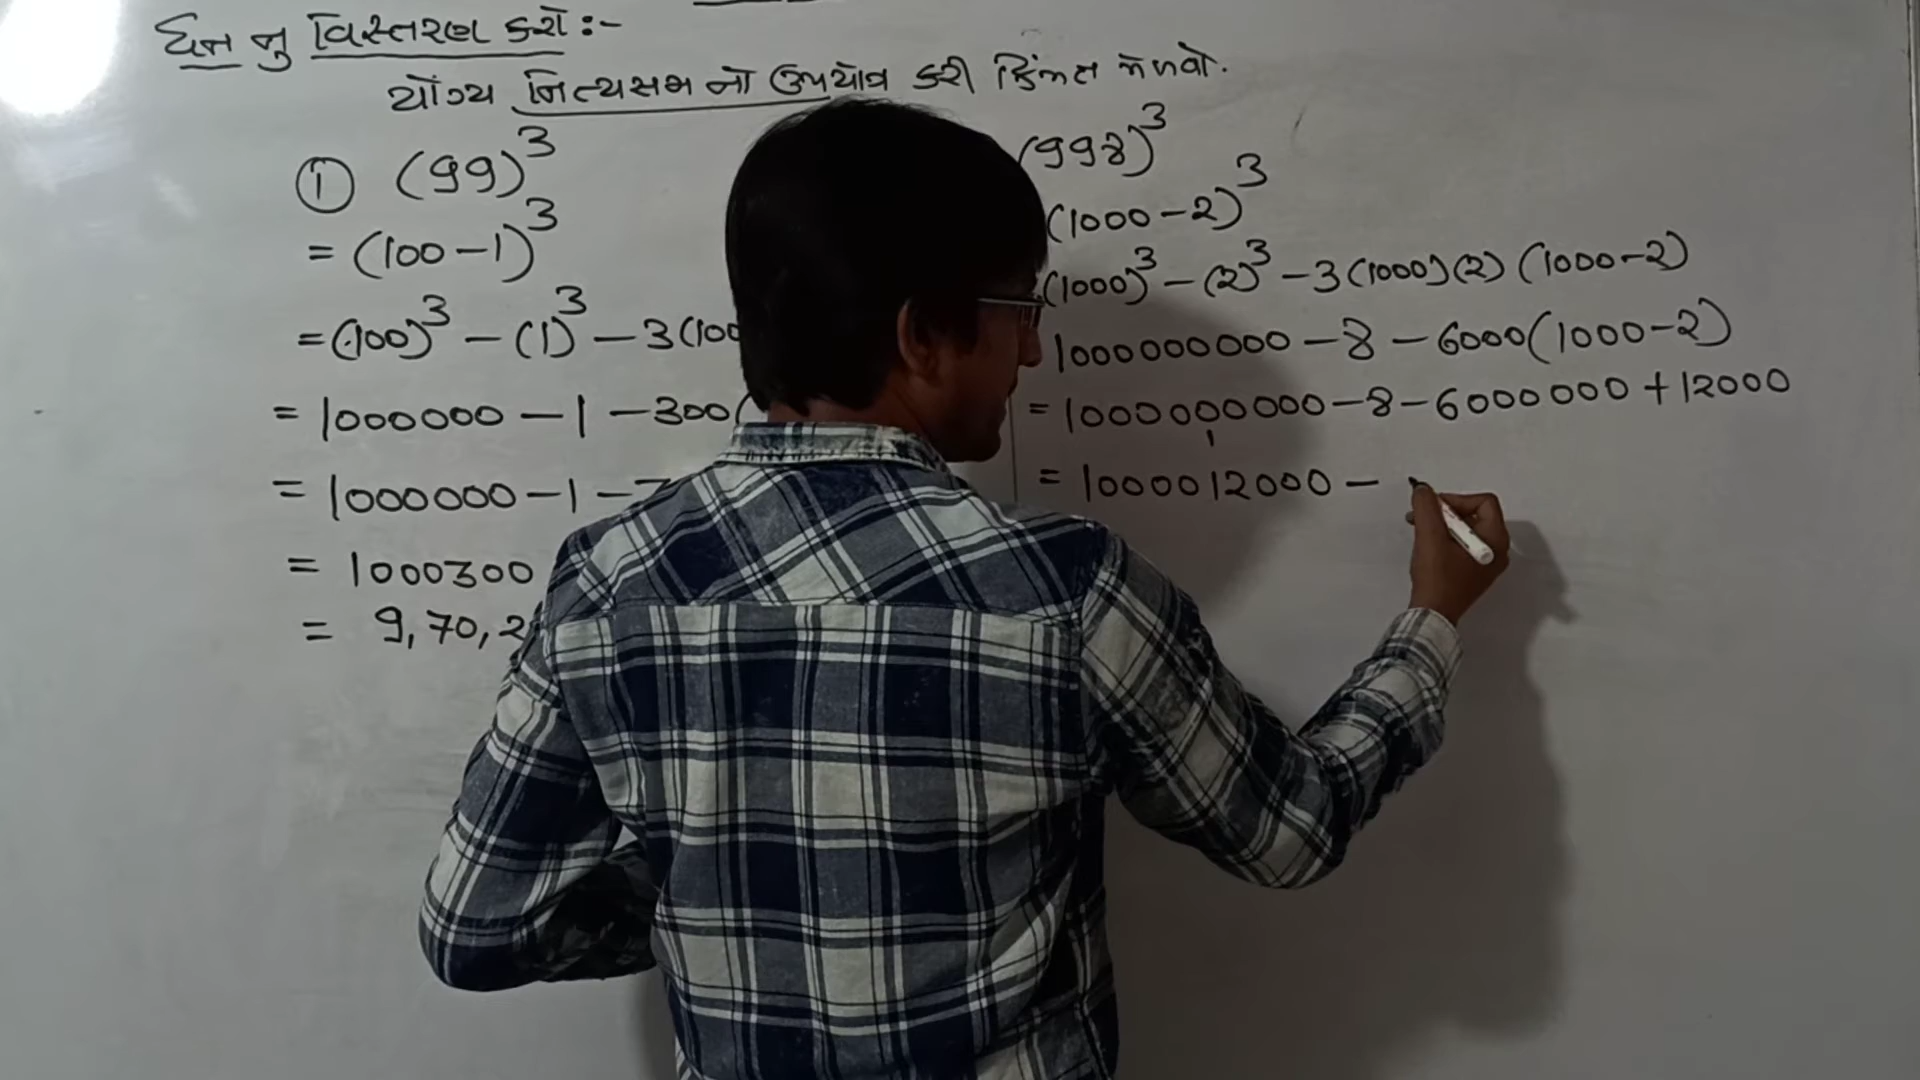 ઘન નુ વિસ્તરણ કરો :-
યોગ્ય નિત્યસમ નો ઉપયોગ કરી કિંમત મેળવો.
① (99)³
= (100 - 1)³
= (100)³ - (1)³ - 3(100
= 1000000 - 1 - 300(
= 1000000 - 1 -
= 1000300
= 9,70,2
(998)³
(1000 - 2)³
(1000)³ - (2)³ - 3(1000)(2)(1000-2)
1000000000 - 8 - 6000(1000-2)
= 1000000000 - 8 - 6000000 + 12000
= 1000012000 -